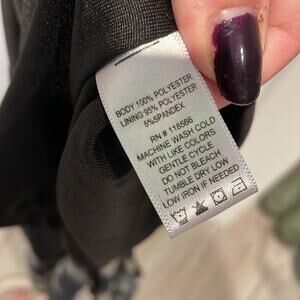 BODY 100% POLYESTER
LINING 95% POLYESTER
5%SPANDEX
RN # 118566
MACHINE WASH COLD
WITH LIKE COLORS
GENTLE CYCLE
DO NOT BLEACH
TUMBLE DRY LOW
LOW IRON IF NEEDED